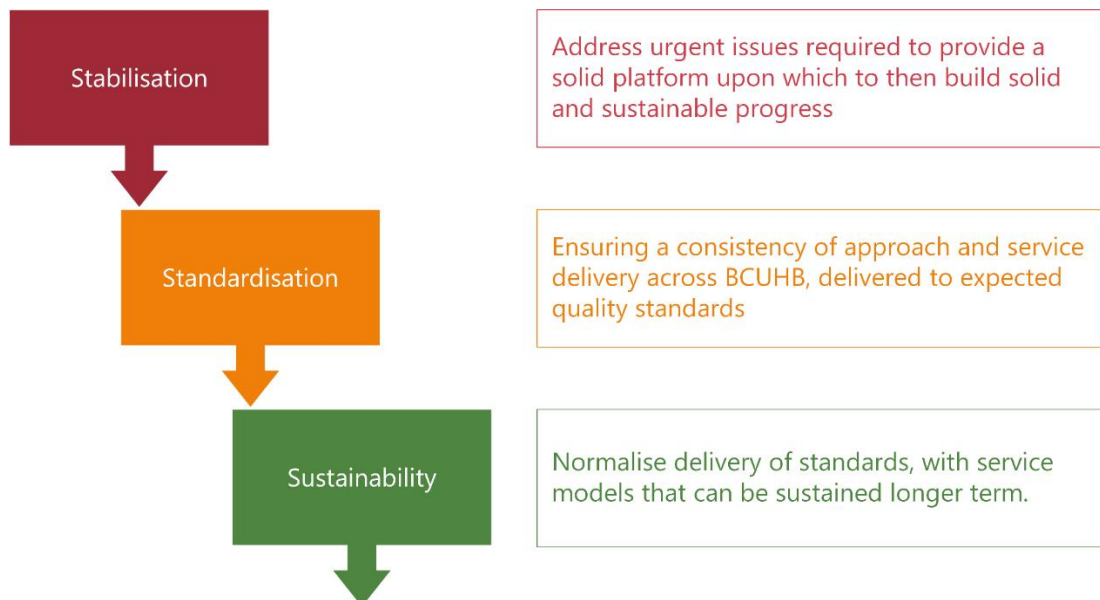 Stabilisation
Address urgent issues required to provide a
solid platform upon which to then build solid
and sustainable progress
Standardisation
Ensuring a consistency of approach and service
delivery across BCUHB, delivered to expected
quality standards
Sustainability
Normalise delivery of standards, with service
models that can be sustained longer term.